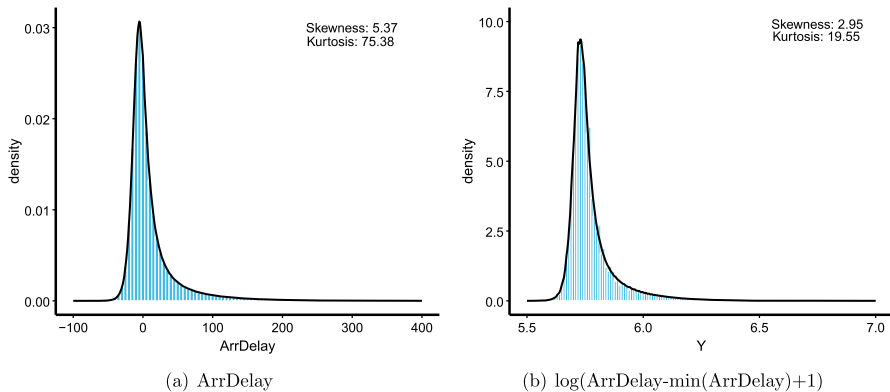 Skewness: 5.37
Kurtosis: 75.38
density
0.03
0.02
0.01
0.00
−100
0
100
200
300
400
ArrDelay
(a) ArrDelay
Skewness: 2.95
Kurtosis: 19.55
density
10.0
7.5
5.0
2.5
0.0
5.5
6.0
6.5
7.0
Y
(b) log(ArrDelay-min(ArrDelay)+1)